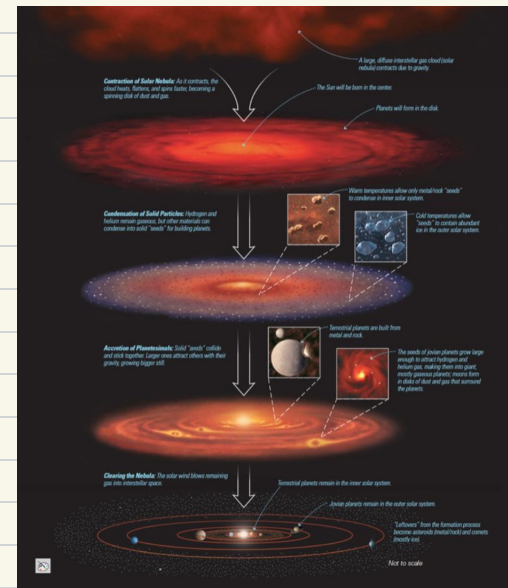 A large, diffuse interstellar gas cloud (solar
nebula) contracts due to gravity.
Contraction of Solar Nebula: As it contracts, the
cloud heats, flattens, and spins faster, becoming a
spinning disk of dust and gas.
The Sun will be born in the center.
Planets will form in the disk.
Warm temperatures allow only metal/rock "seeds"
to condense in inner solar system.
Condensation of Solid Particles: Hydrogen and
helium remain gaseous, but other materials can
condense into solid "seeds" for building planets.
Cold temperatures allow
"seeds" to contain abundant
ice in the outer solar system.
Terrestrial planets are built from
metal and rock.
Accretion of Planetesimals: Solid "seeds" collide
and stick together. Larger ones attract others with their
gravity, growing bigger still.
The seeds of jovian planets grow large
enough to attract hydrogen and
helium gas, making them into giant,
mostly gaseous planets; moons form
in disks of dust and gas that surround
the planets.
Clearing the Nebula: The solar wind blows remaining
gas into interstellar space.
Terrestrial planets remain in the inner solar system.
Jovian planets remain in the outer solar system.
"Leftovers" from the formation process
become asteroids (metal/rock) and comets
(mostly ice).
Not to scale